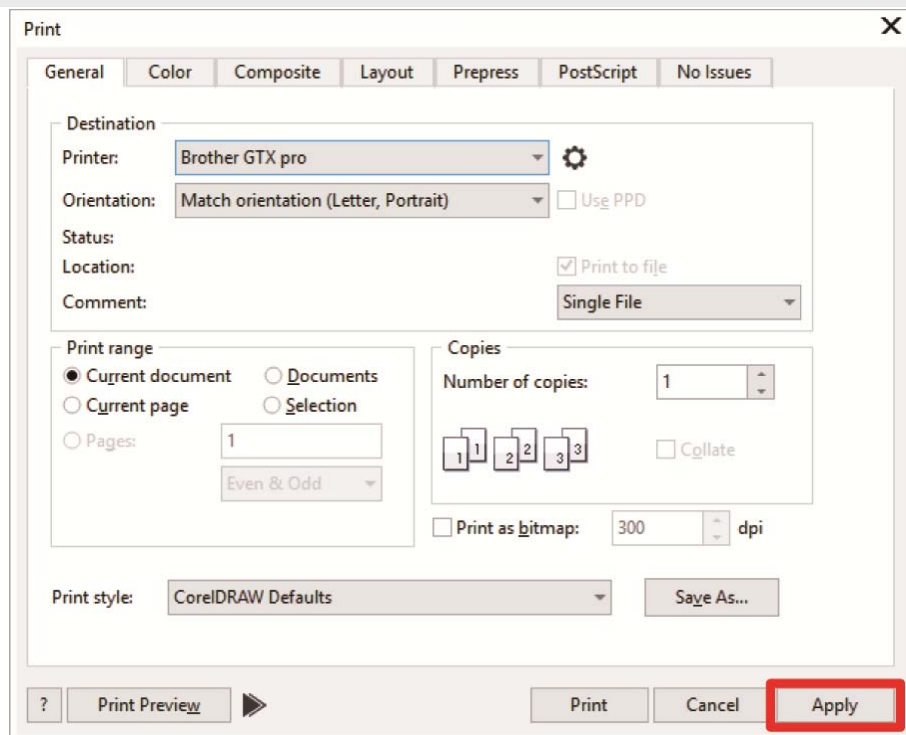 Print
General Color Composite Layout Prepress PostScript No Issues
Destination
Printer: Brother GTX pro
Orientation: Match orientation (Letter, Portrait) Use PPD
Status:
Location: Print to file
Comment: Single File
Print range
Current document Documents
Current page Selection
Pages: 1
Even & Odd
Copies
Number of copies: 1
1 1 2 2 3 3 Collate
Print as bitmap: 300 dpi
Print style: CorelDRAW Defaults Save As...
? Print Preview Print Cancel Apply